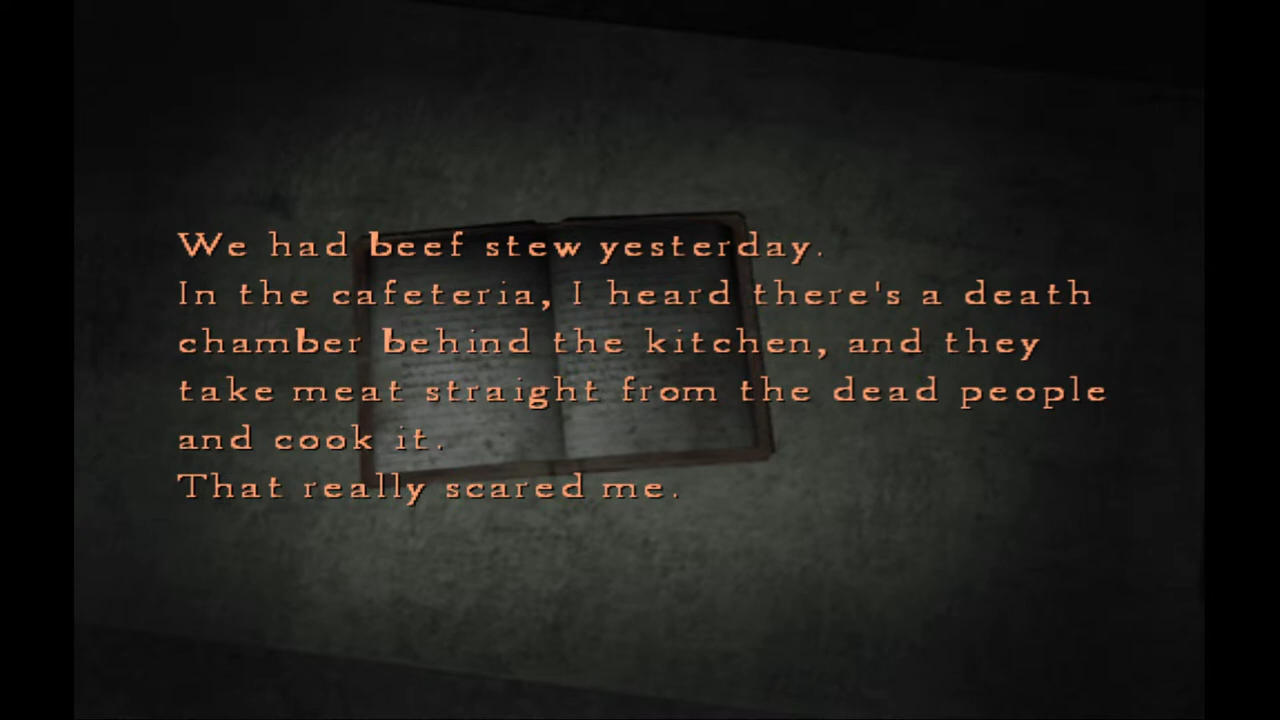 We had beef stew yesterday.
In the cafeteria, I heard there's a death
chamber behind the kitchen, and they
take meat straight from the dead people
and cook it.
That really scared me.